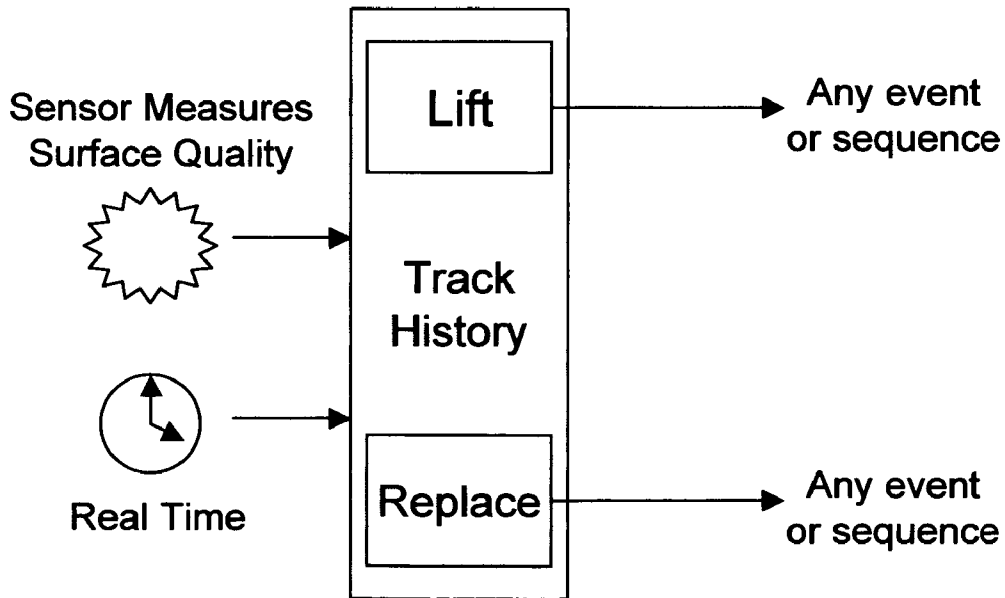 Sensor Measures
Surface Quality
Real Time
Lift
Track
History
Replace
Any event
or sequence
Any event
or sequence